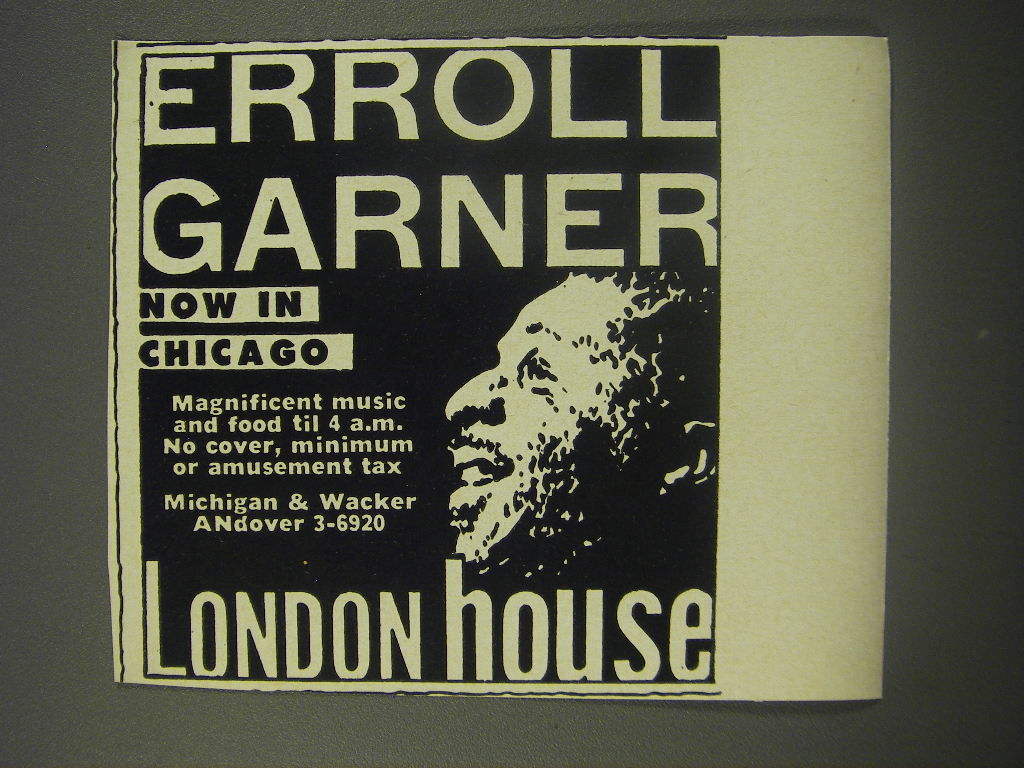 ERROLL
GARNER
NOW IN
CHICAGO
Magnificent music
and food til 4 a.m.
No cover, minimum
or amusement tax
Michigan & Wacker
ANdover 3-6920
LONDON house